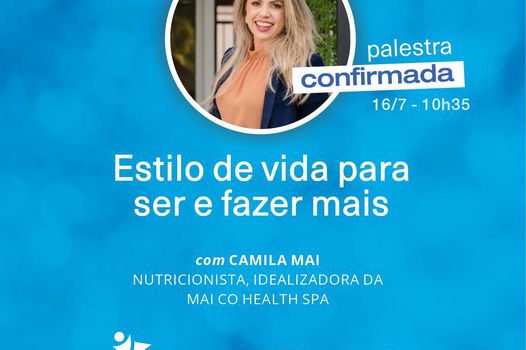 palestra
confirmada
16/7 - 10h35
Estilo de vida para
ser e fazer mais
com CAMILA MAI
NUTRICIONISTA, IDEALIZADORA DA
MAI CO HEALTH SPA